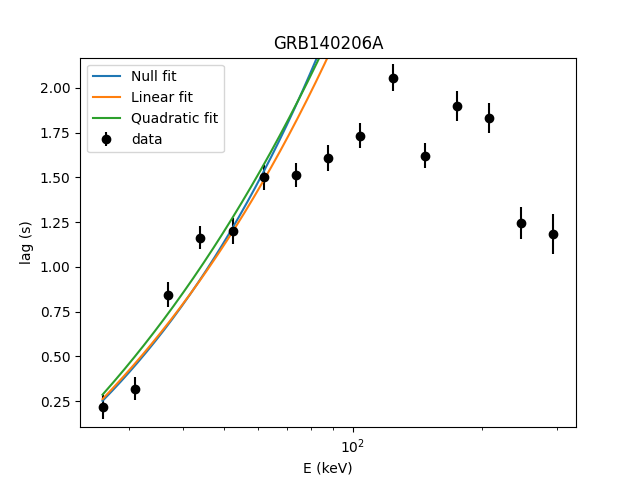 GRB140206A
Null fit
Linear fit
Quadratic fit
data
2.00
1.75
1.50
1.25
1.00
0.75
0.50
0.25
lag (s)
10²
E (keV)